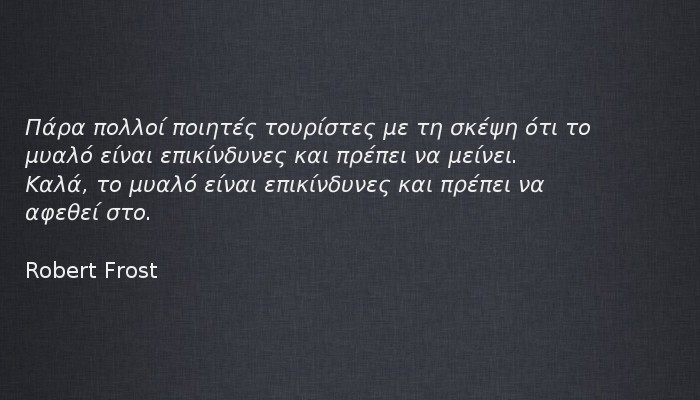 Πάρα πολλοί ποιητές τουρίστες με τη σκέψη ότι το
μυαλό είναι επικίνδυνες και πρέπει να μείνει.
Καλά, το μυαλό είναι επικίνδυνες και πρέπει να
αφεθεί στο.
Robert Frost